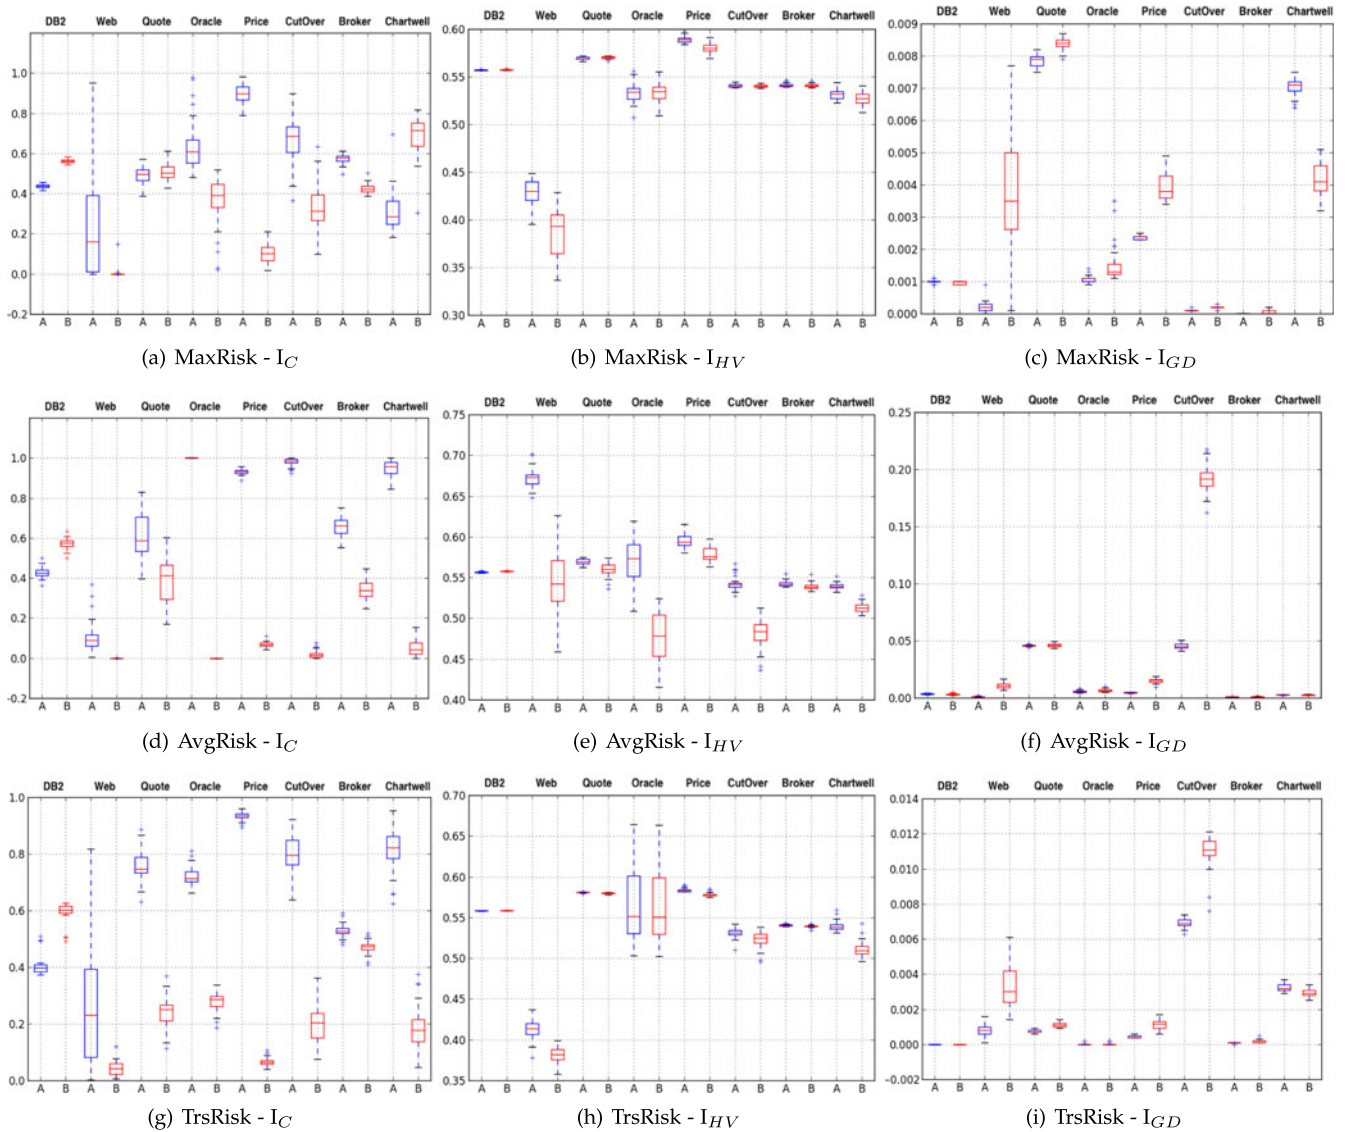 DB2 Web Quote Oracle Price CutOver Broker Chartwell
1.0
0.8
0.6
0.4
0.2
0.0
-0.2
A B A B A B A B A B A B A B A B
(a) MaxRisk - I_C
DB2 Web Quote Oracle Price CutOver Broker Chartwell
0.60
0.55
0.50
0.45
0.40
0.35
0.30
A B A B A B A B A B A B A B A B
(b) MaxRisk - I_HV
DB2 Web Quote Oracle Price CutOver Broker Chartwell
0.009
0.008
0.007
0.006
0.005
0.004
0.003
0.002
0.001
0.000
A B A B A B A B A B A B A B A B
(c) MaxRisk - I_GD
DB2 Web Quote Oracle Price CutOver Broker Chartwell
1.0
0.8
0.6
0.4
0.2
0.0
-0.2
A B A B A B A B A B A B A B A B
(d) AvgRisk - I_C
DB2 Web Quote Oracle Price CutOver Broker Chartwell
0.75
0.70
0.65
0.60
0.55
0.50
0.45
0.40
A B A B A B A B A B A B A B A B
(e) AvgRisk - I_HV
DB2 Web Quote Oracle Price CutOver Broker Chartwell
0.25
0.20
0.15
0.10
0.05
0.00
A B A B A B A B A B A B A B A B
(f) AvgRisk - I_GD
DB2 Web Quote Oracle Price CutOver Broker Chartwell
1.0
0.8
0.6
0.4
0.2
0.0
A B A B A B A B A B A B A B A B
(g) TrsRisk - I_C
DB2 Web Quote Oracle Price CutOver Broker Chartwell
0.70
0.65
0.60
0.55
0.50
0.45
0.40
0.35
A B A B A B A B A B A B A B A B
(h) TrsRisk - I_HV
DB2 Web Quote Oracle Price CutOver Broker Chartwell
0.014
0.012
0.010
0.008
0.006
0.004
0.002
0.000
-0.002
A B A B A B A B A B A B A B A B
(i) TrsRisk - I_GD